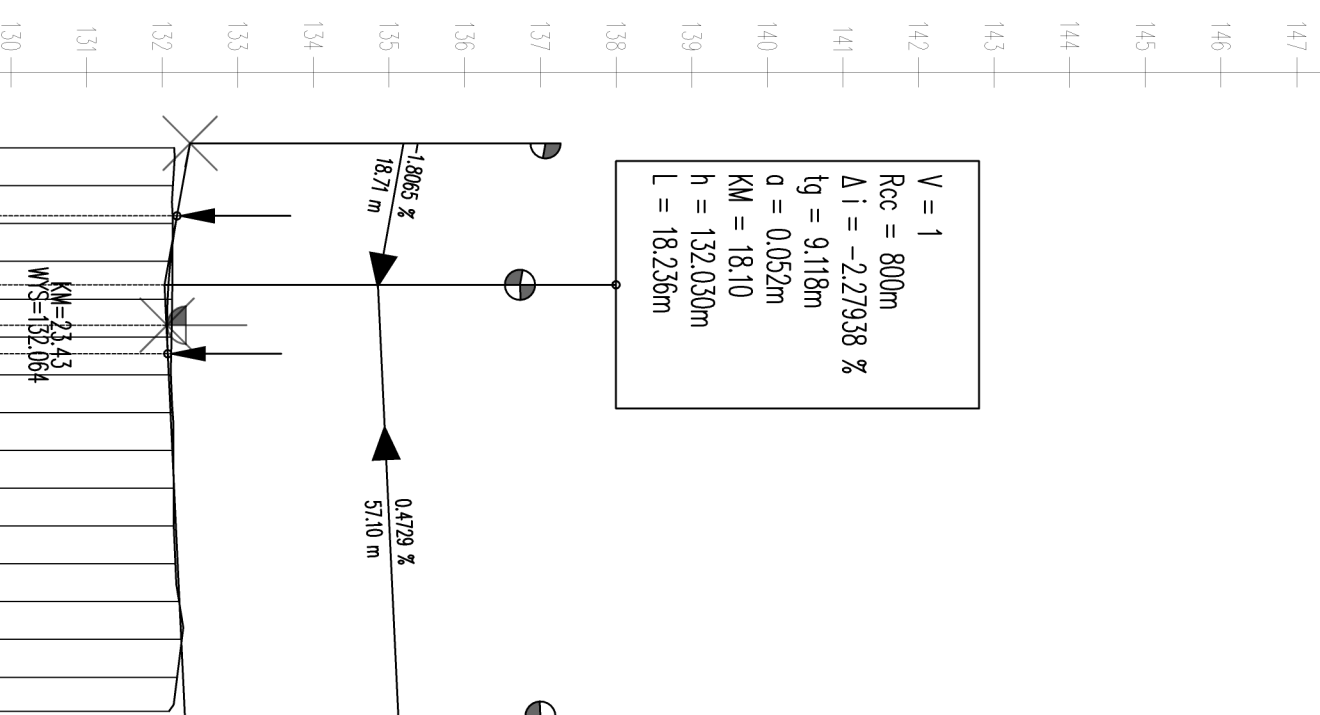 147
146
145
144
143
142
141
140
139
138
137
136
135
134
133
132
131
130
V = 1
Rcc = 800m
Δ i = -2.27938 %
tg = 9.118m
a = 0.052m
KM = 18.10
h = 132.030m
L = 18.236m
-1.8065 %
18.71 m
0.4729 %
57.10 m
KM=23.43
WYS=132.064